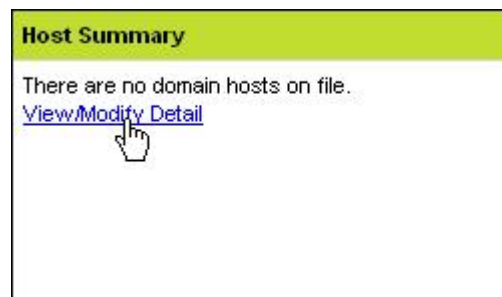 Host Summary
There are no domain hosts on file.
View/Modify Detail